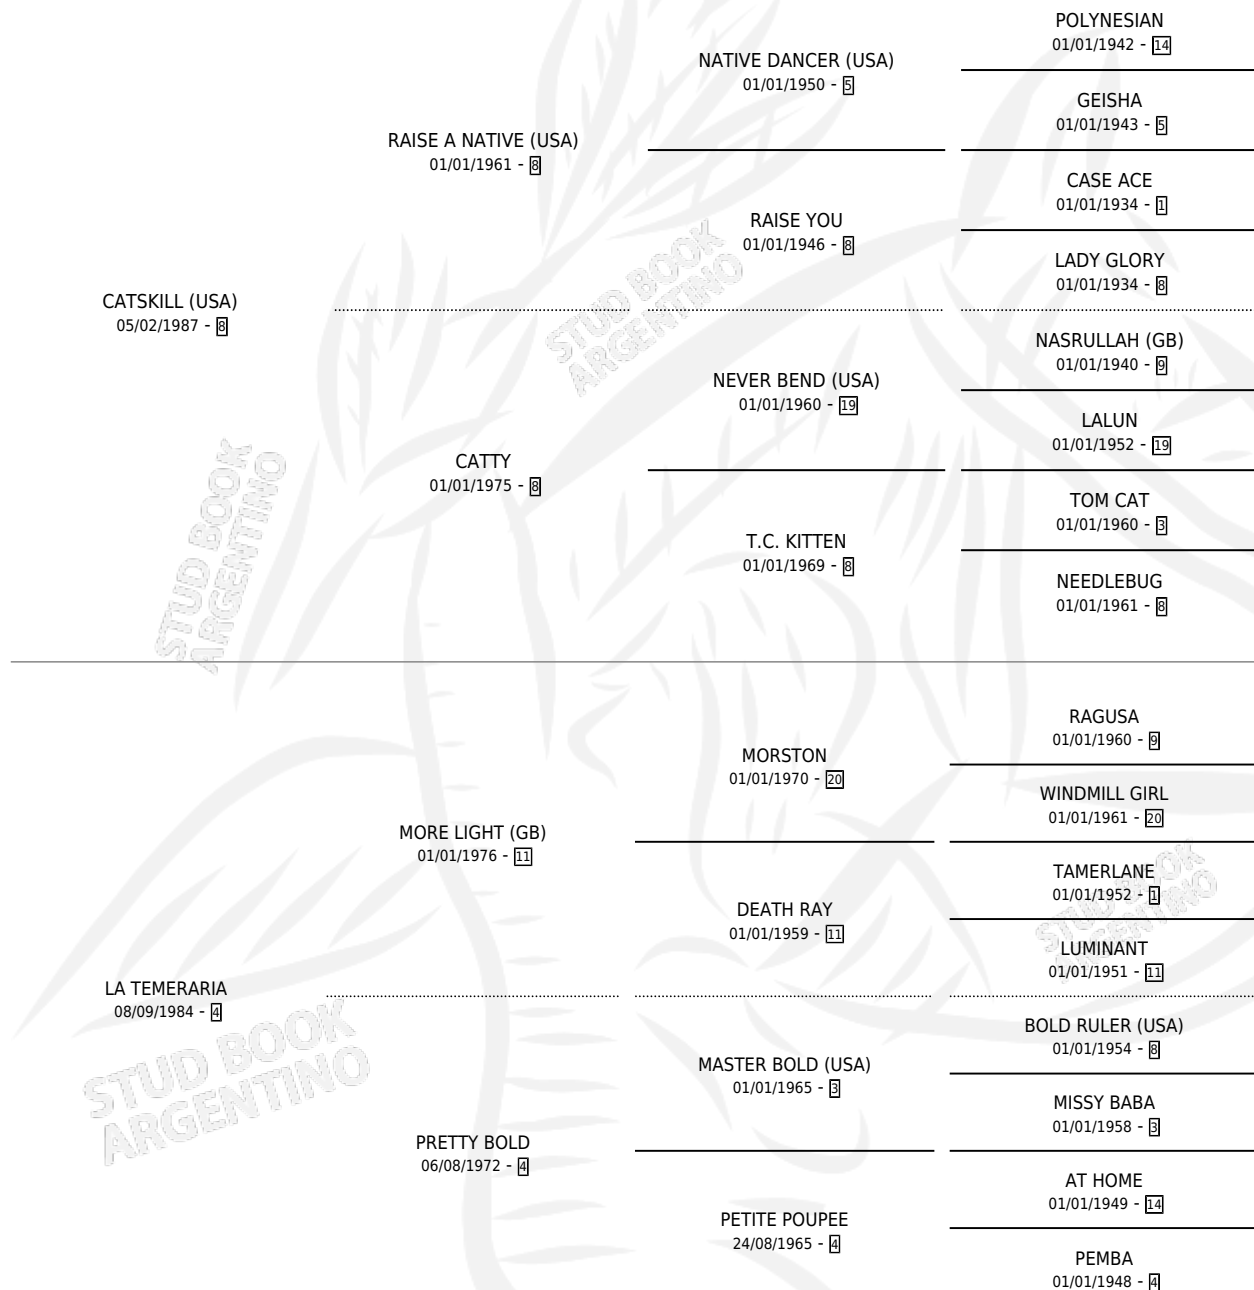 POLYNESIAN
01/01/1942 - 14
NATIVE DANCER (USA)
01/01/1950 - 5
GEISHA
01/01/1943 - 5
RAISE A NATIVE (USA)
01/01/1961 - 8
CASE ACE
01/01/1934 - 1
RAISE YOU
01/01/1946 - 8
LADY GLORY
01/01/1934 - 8
CATSKILL (USA)
05/02/1987 - 8
STUD BOOK
ARGENTINO
NASRULLAH (GB)
01/01/1940 - 9
NEVER BEND (USA)
01/01/1960 - 19
LALUN
01/01/1952 - 19
CATTY
01/01/1975 - 8
TOM CAT
01/01/1960 - 3
T.C. KITTEN
01/01/1969 - 8
NEEDLEBUG
01/01/1961 - 8
STUD BOOK
ARGENTINO
RAGUSA
01/01/1960 - 9
MORSTON
01/01/1970 - 20
WINDMILL GIRL
01/01/1961 - 20
MORE LIGHT (GB)
01/01/1976 - 11
TAMERLANE
01/01/1952 - 1
DEATH RAY
01/01/1959 - 11
LUMINANT
01/01/1951 - 11
STUD BOOK
ARGENTINO
LA TEMERARIA
08/09/1984 - 4
BOLD RULER (USA)
01/01/1954 - 8
MASTER BOLD (USA)
01/01/1965 - 3
MISSY BABA
01/01/1958 - 3
STUD BOOK
ARGENTINO
PRETTY BOLD
06/08/1972 - 4
AT HOME
01/01/1949 - 14
PETITE POUPEE
24/08/1965 - 4
PEMBA
01/01/1948 - 4